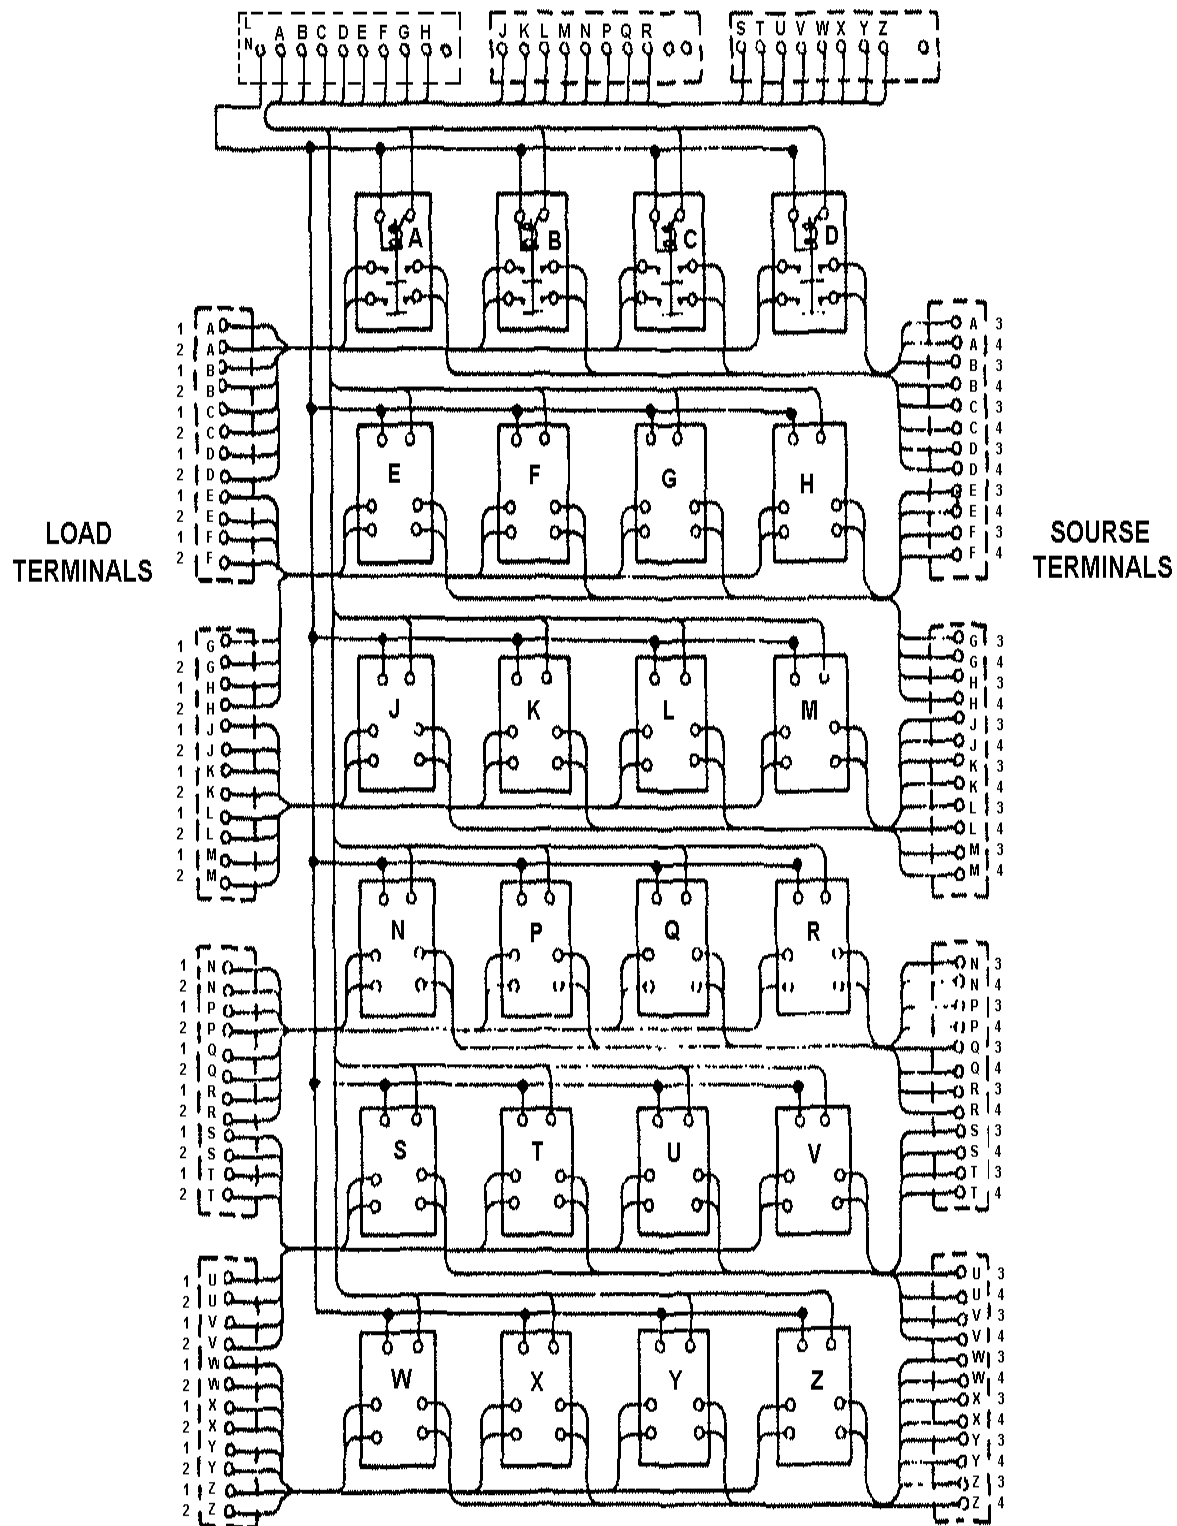 L
N A B C D E F G H
J K L M N P Q R
S T U V W X Y Z
A B C D
1 A
2 A
1 B
2 B
1 C
2 C
1 D
2 D
1 E
2 E
1 F
2 F
A 3
A 4
B 3
B 4
C 3
C 4
D 3
D 4
E 3
E 4
F 3
F 4
E F G H
LOAD
TERMINALS
SOURSE
TERMINALS
1 G
2 G
1 H
2 H
1 J
2 J
1 K
2 K
1 L
2 L
1 M
2 M
G 3
G 4
H 3
H 4
J 3
J 4
K 3
K 4
L 3
L 4
M 3
M 4
J K L M
N P Q R
1 N
2 N
1 P
2 P
1 Q
2 Q
1 R
2 R
1 S
2 S
1 T
2 T
N 3
N 4
P 3
P 4
Q 3
Q 4
R 3
R 4
S 3
S 4
T 3
T 4
S T U V
1 U
2 U
1 V
2 V
1 W
2 W
1 X
2 X
1 Y
2 Y
1 Z
2 Z
U 3
U 4
V 3
V 4
W 3
W 4
X 3
X 4
Y 3
Y 4
Z 3
Z 4
W X Y Z